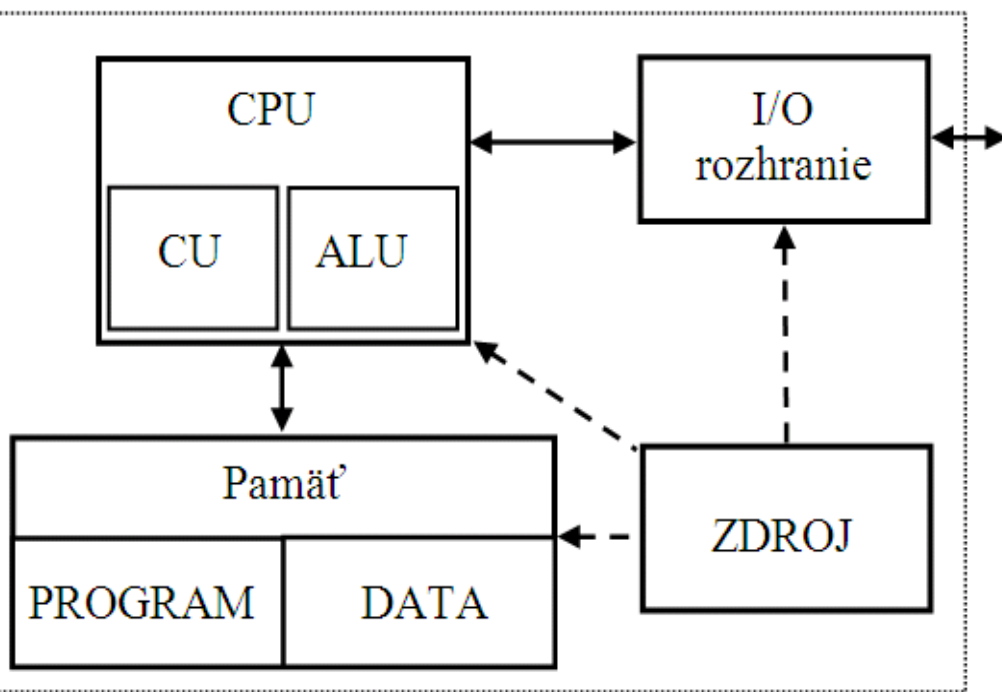 CPU
I/O
rozhranie
CU
ALU
Pamäť
ZDROJ
PROGRAM
DATA